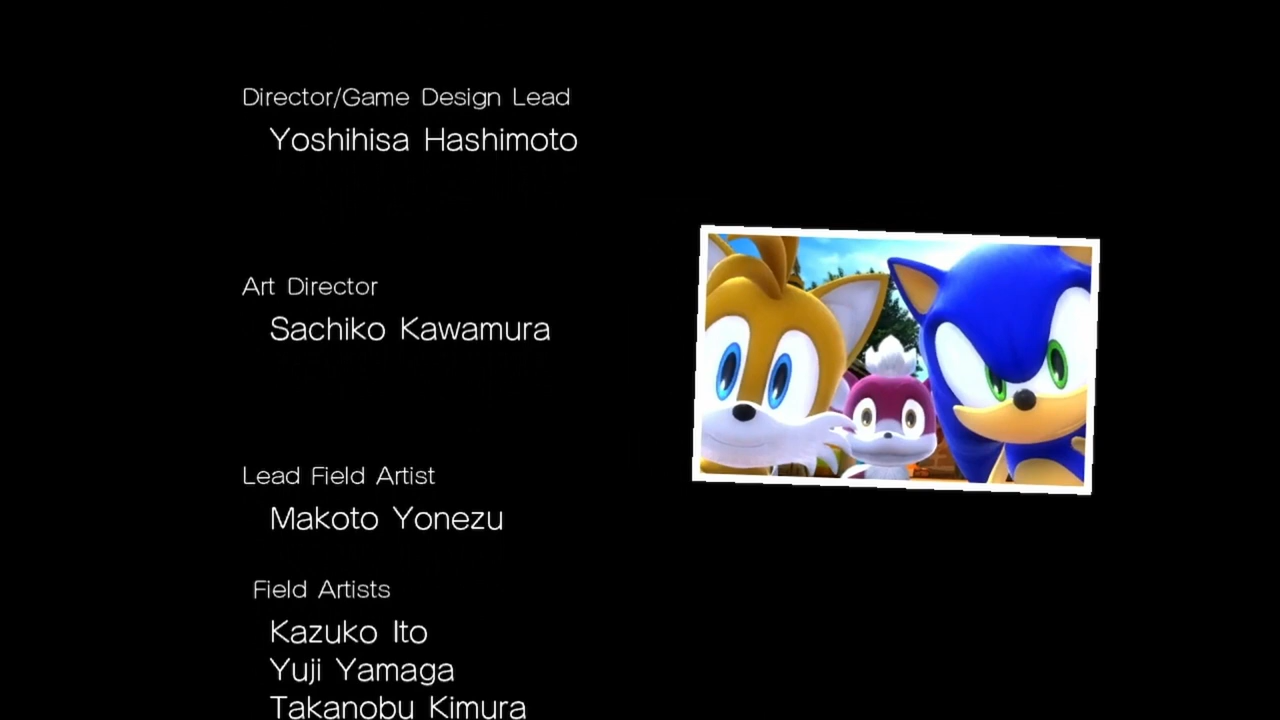 Director/Game Design Lead
Yoshihisa Hashimoto
Art Director
Sachiko Kawamura
Lead Field Artist
Makoto Yonezu
Field Artists
Kazuko Ito
Yuji Yamaga
Takanobu Kimura